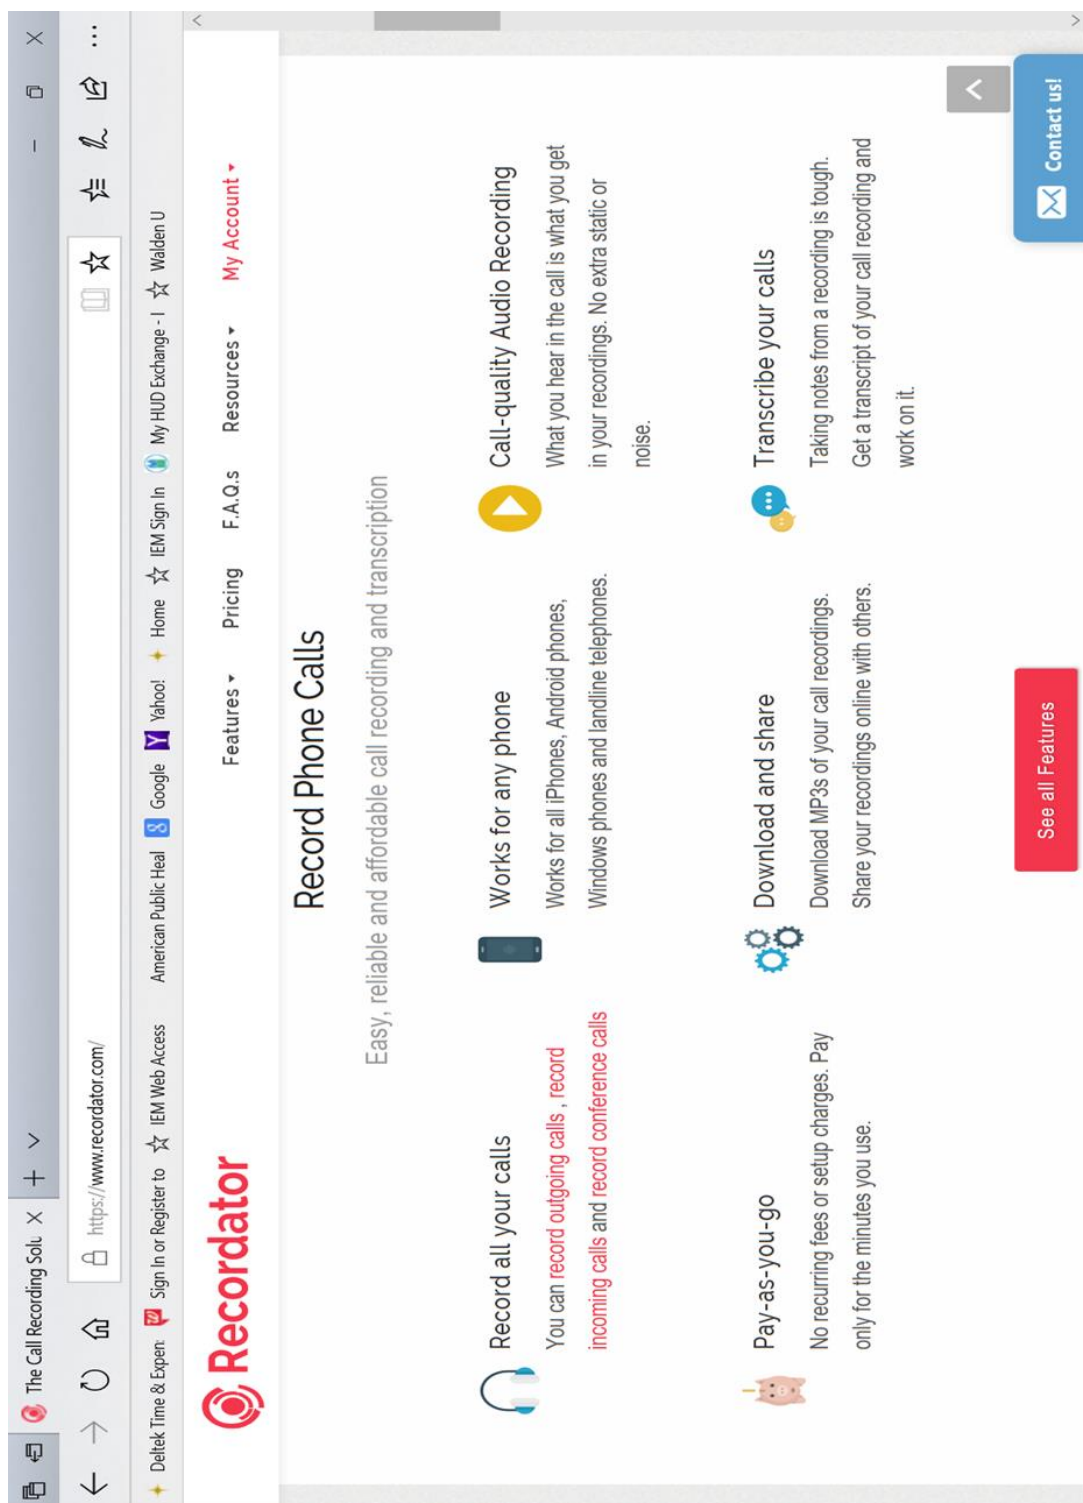 The Call Recording Solu
https://www.recordator.com/
Deltek Time & Expen:
Sign In or Register to
IEM Web Access
American Public Heal
Google
Yahoo!
Home
IEM Sign In
My HUD Exchange - I
Walden U
Recordator
Features
Pricing
F.A.Q.s
Resources
My Account
Record Phone Calls
Easy, reliable and affordable call recording and transcription
Record all your calls
You can record outgoing calls , record
incoming calls and record conference calls
Works for any phone
Works for all iPhones, Android phones,
Windows phones and landline telephones.
Call-quality Audio Recording
What you hear in the call is what you get
in your recordings. No extra static or
noise.
Pay-as-you-go
No recurring fees or setup charges. Pay
only for the minutes you use.
Download and share
Download MP3s of your call recordings.
Share your recordings online with others.
Transcribe your calls
Taking notes from a recording is tough.
Get a transcript of your call recording and
work on it.
See all Features
Contact us!